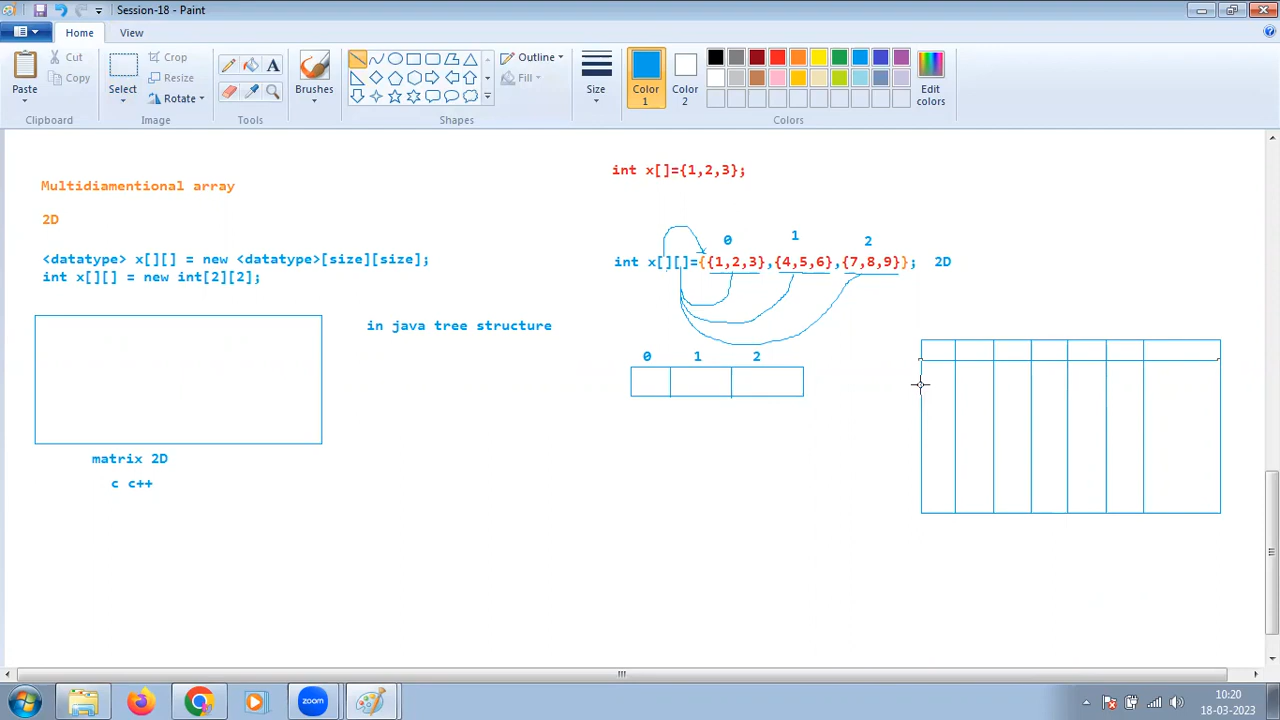 Session-18 - Paint
Home View
Paste
Cut
Copy
Clipboard
Select
Crop
Resize
Rotate
Image
Tools
Brushes
Shapes
Outline
Fill
Size
Color 1
Color 2
Edit colors
Colors
int x[]={1,2,3};
Multidiamentional array
2D
<datatype> x[][] = new <datatype>[size][size];
int x[][] = new int[2][2];
in java tree structure
matrix 2D
c c++
0 1 2
int x[][]={{1,2,3},{4,5,6},{7,8,9}}; 2D
0 1 2
zoom
10:20
18-03-2023